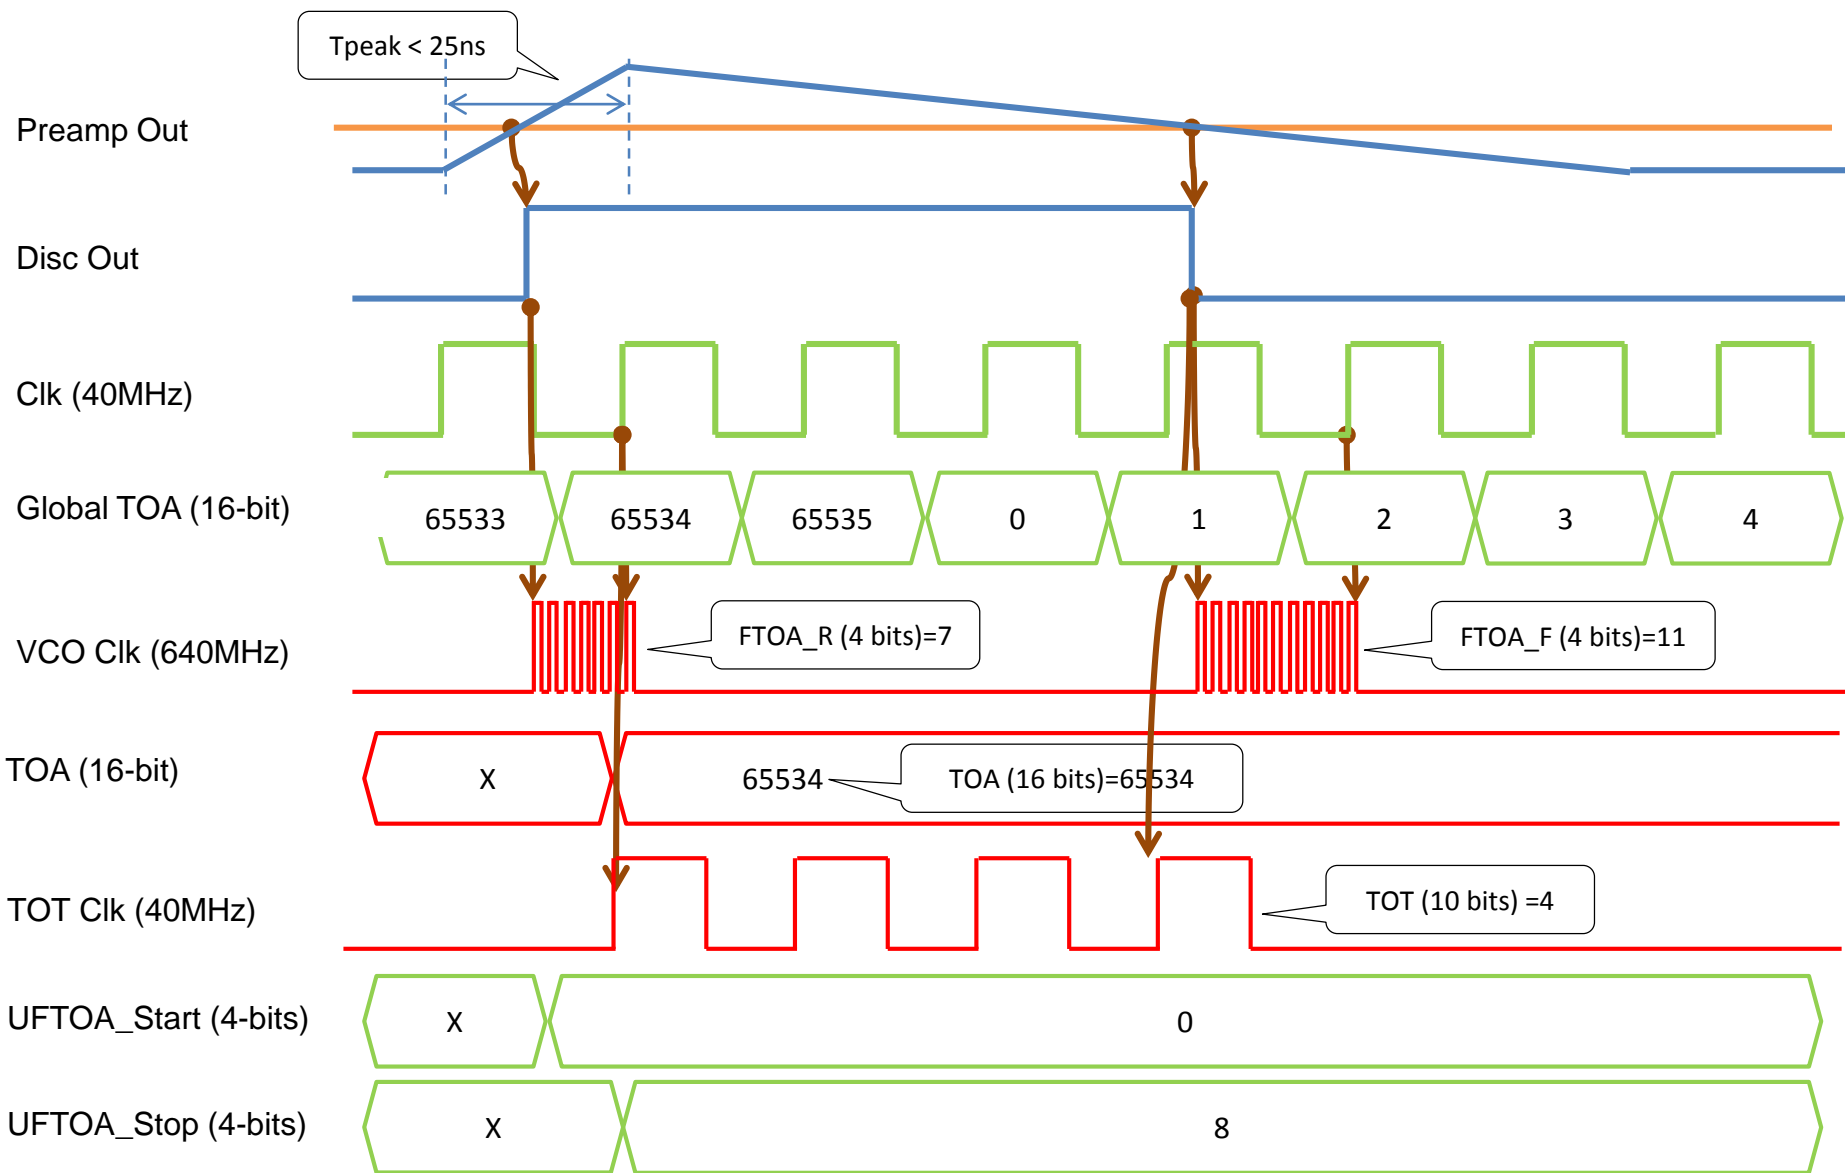 Tpeak < 25ns
Preamp Out
Disc Out
Clk (40MHz)
Global TOA (16-bit)
65533
65534
65535
0
1
2
3
4
VCO Clk (640MHz)
FTOA_R (4 bits)=7
FTOA_F (4 bits)=11
TOA (16-bit)
X
65534
TOA (16 bits)=65534
TOT Clk (40MHz)
TOT (10 bits) =4
UFTOA_Start (4-bits)
X
0
UFTOA_Stop (4-bits)
X
8